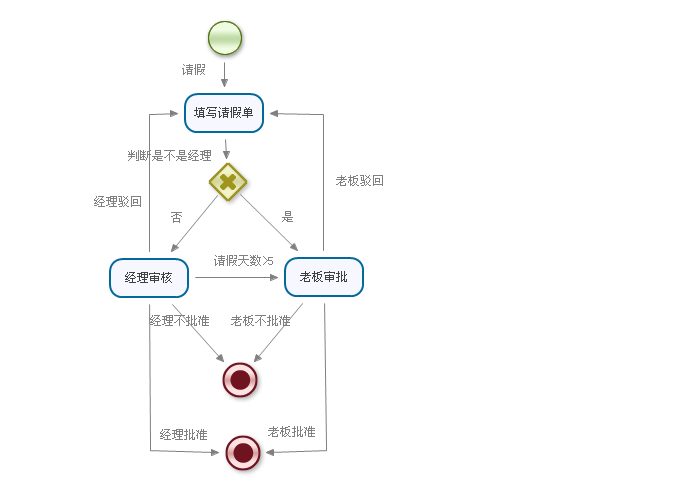 请假
填写请假单
判断是不是经理
老板驳回
经理驳回
否
是
请假天数>5
经理审核
老板审批
经理不批准
老板不批准
经理批准
老板批准